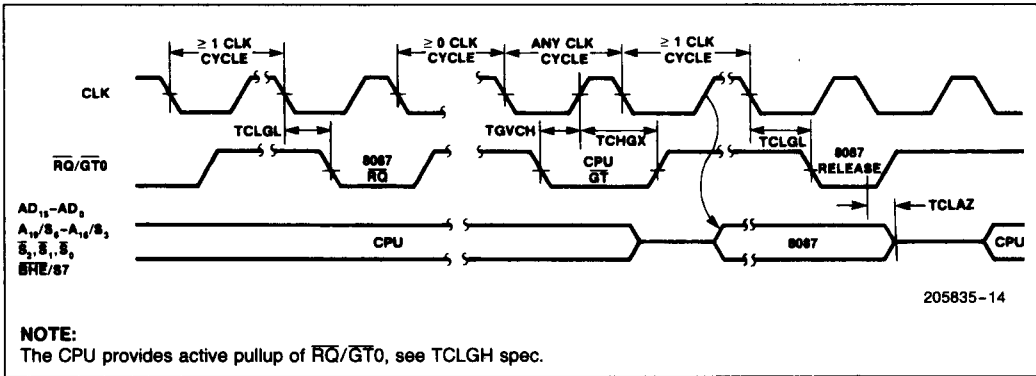 ≥ 1 CLK
CYCLE
≥ 0 CLK
CYCLE
ANY CLK
CYCLE
≥ 1 CLK
CYCLE
CLK
TCLGL
TGVCH
TCHGX
TCLGL
RQ/GT0
8087
RQ
CPU
GT
8087
RELEASE
TCLAZ
AD15–AD0
A19/S6–A16/S3
S2, S1, S0
BHE/S7
CPU
8087
CPU
205835–14
NOTE:
The CPU provides active pullup of RQ/GT0, see TCLGH spec.